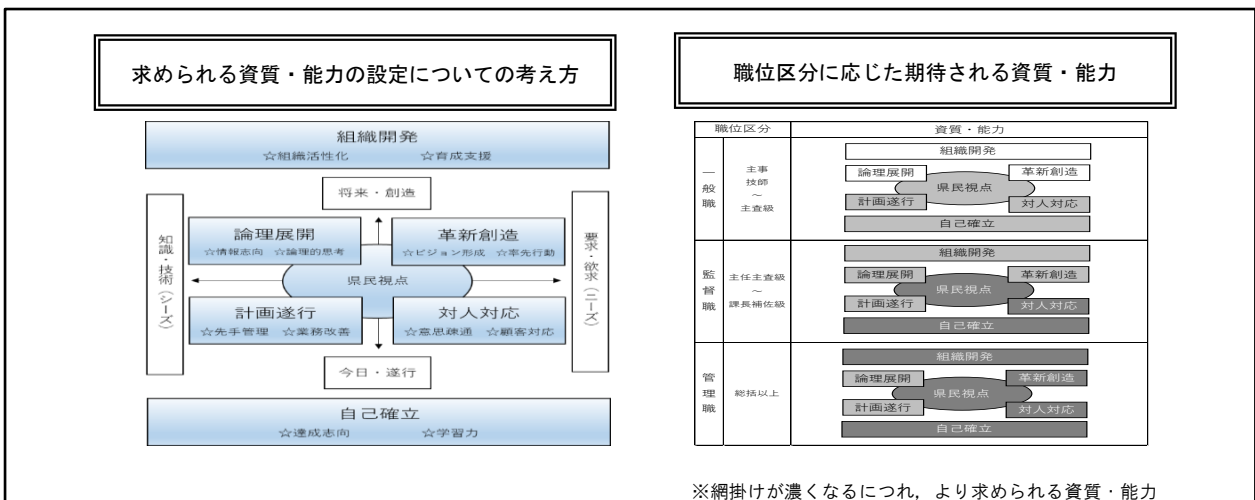 求められる資質・能力の設定についての考え方
組織開発
☆組織活性化 ☆育成支援
将来・創造
知識・技術(シーズ)
論理展開
☆情報志向 ☆論理的思考
革新創造
☆ビジョン形成 ☆率先行動
要求・欲求(ニーズ)
県民視点
計画遂行
☆先手管理 ☆業務改善
対人対応
☆意思疎通 ☆顧客対応
今日・遂行
自己確立
☆達成志向 ☆学習力
職位区分に応じた期待される資質・能力
職位区分 資質・能力
一般職
主事
技師
~
主査級
組織開発
論理展開 革新創造
県民視点
計画遂行 対人対応
自己確立
監督職
主任主査級
~
課長補佐級
組織開発
論理展開 革新創造
県民視点
計画遂行 対人対応
自己確立
管理職
総括以上
組織開発
論理展開 革新創造
県民視点
計画遂行 対人対応
自己確立
※網掛けが濃くなるにつれ,より求められる資質・能力